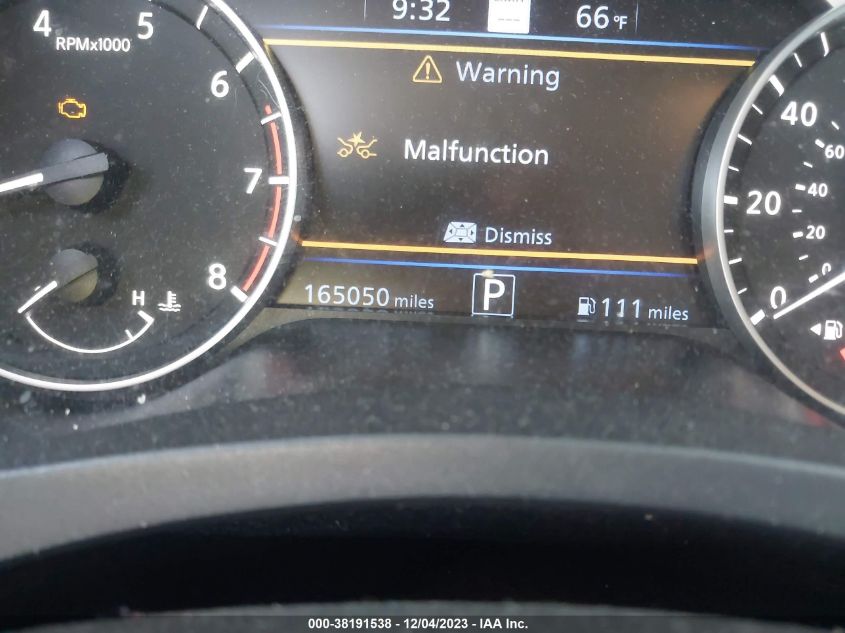 9:32 66°F
4 5 6 7 8
RPMx1000
Warning
Malfunction
Dismiss
H
165050 miles P 111 miles
40 20 0
60 40 20 0
000-38191538 - 12/04/2023 - IAA Inc.